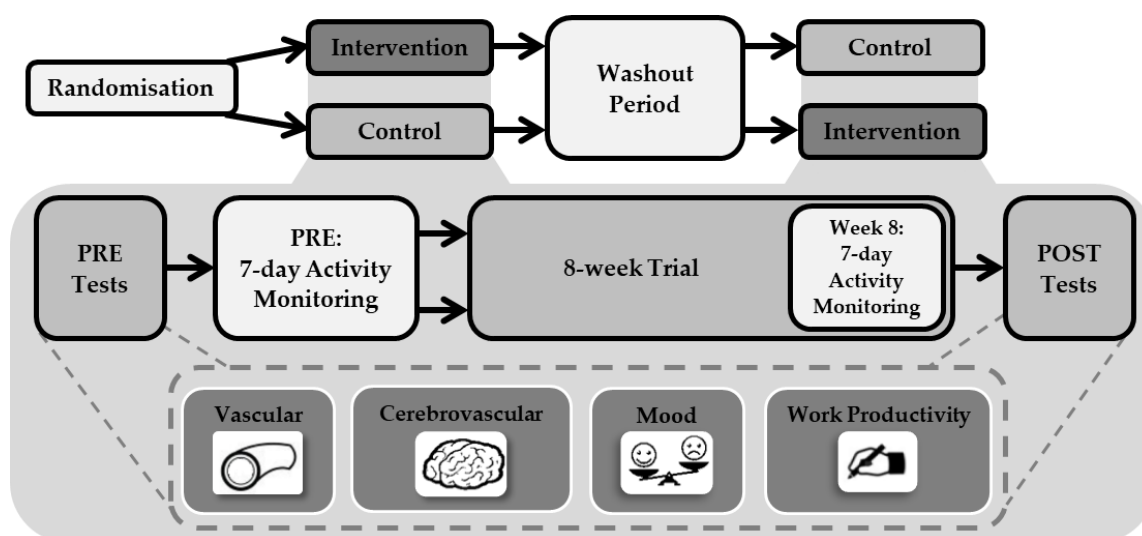 Randomisation
Intervention
Control
Washout
Period
Control
Intervention
PRE
Tests
PRE:
7-day Activity
Monitoring
8-week Trial
Week 8:
7-day
Activity
Monitoring
POST
Tests
Vascular
Cerebrovascular
Mood
Work Productivity